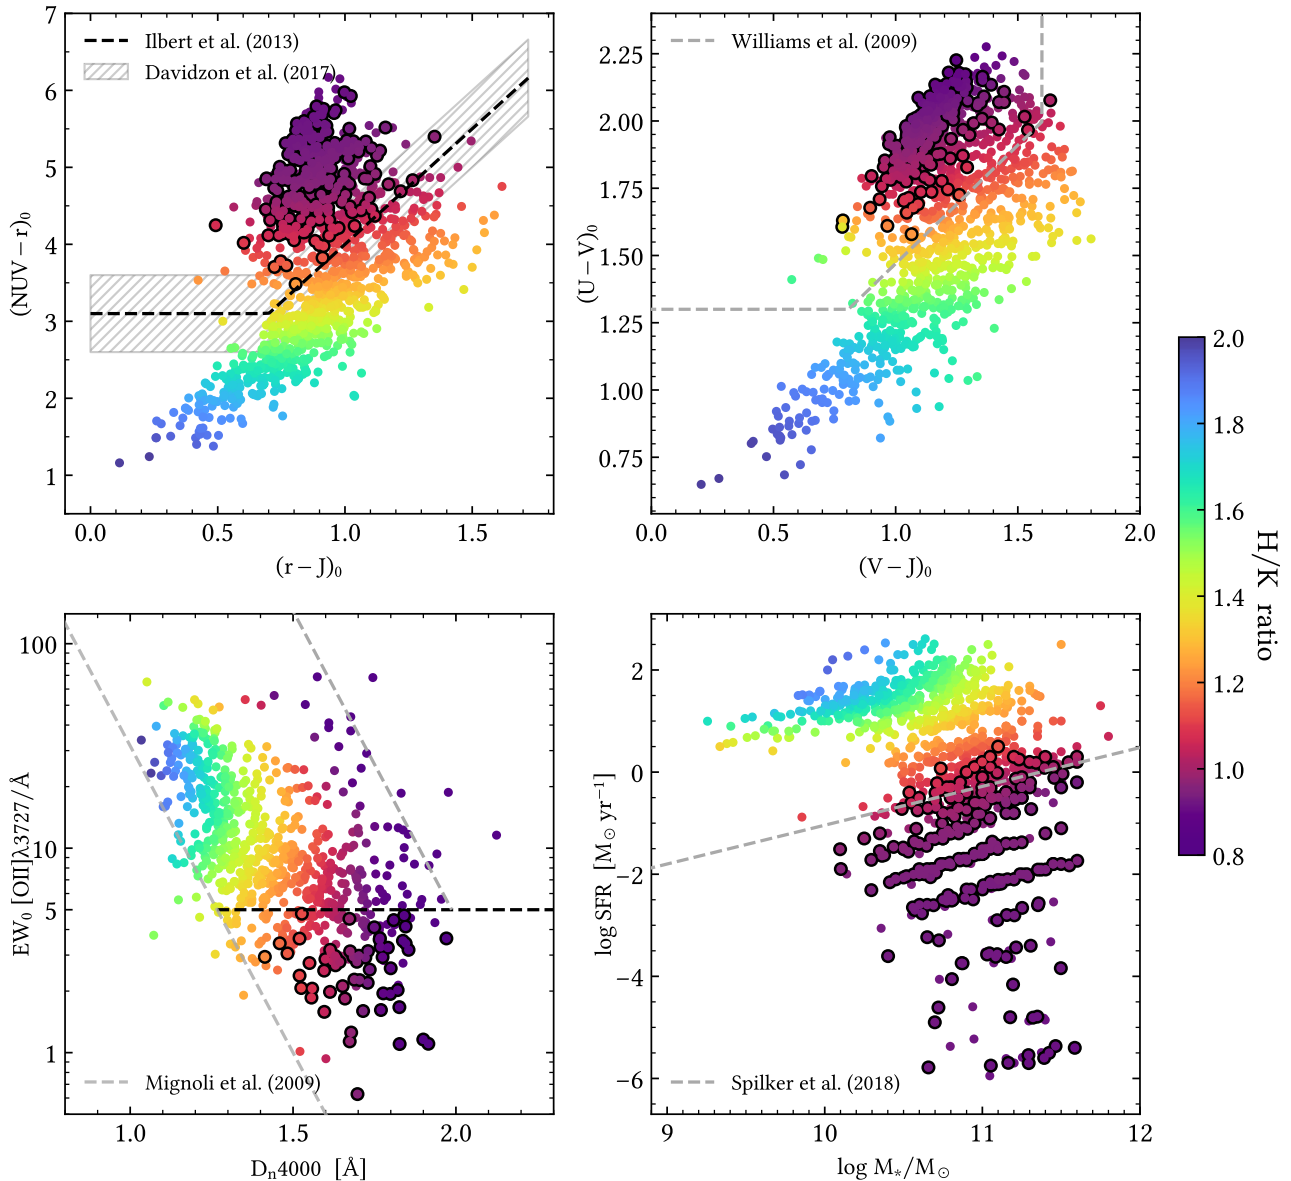 7
6
5
4
3
2
1
(NUV − r)₀
Ilbert et al. (2013)
Davidzon et al. (2017)
0.0 0.5 1.0 1.5
(r − J)₀
2.25
2.00
1.75
1.50
1.25
1.00
0.75
(U − V)₀
Williams et al. (2009)
0.0 0.5 1.0 1.5 2.0
(V − J)₀
100
10
5
1
EW₀ [OII]λ3727/Å
Mignoli et al. (2009)
1.0 1.5 2.0
Dₙ4000 [Å]
2
0
−2
−4
−6
log SFR [M⊙ yr⁻¹]
Spilker et al. (2018)
9 10 11 12
log M*/M⊙
2.0
1.8
1.6
1.4
1.2
1.0
0.8
H/K ratio